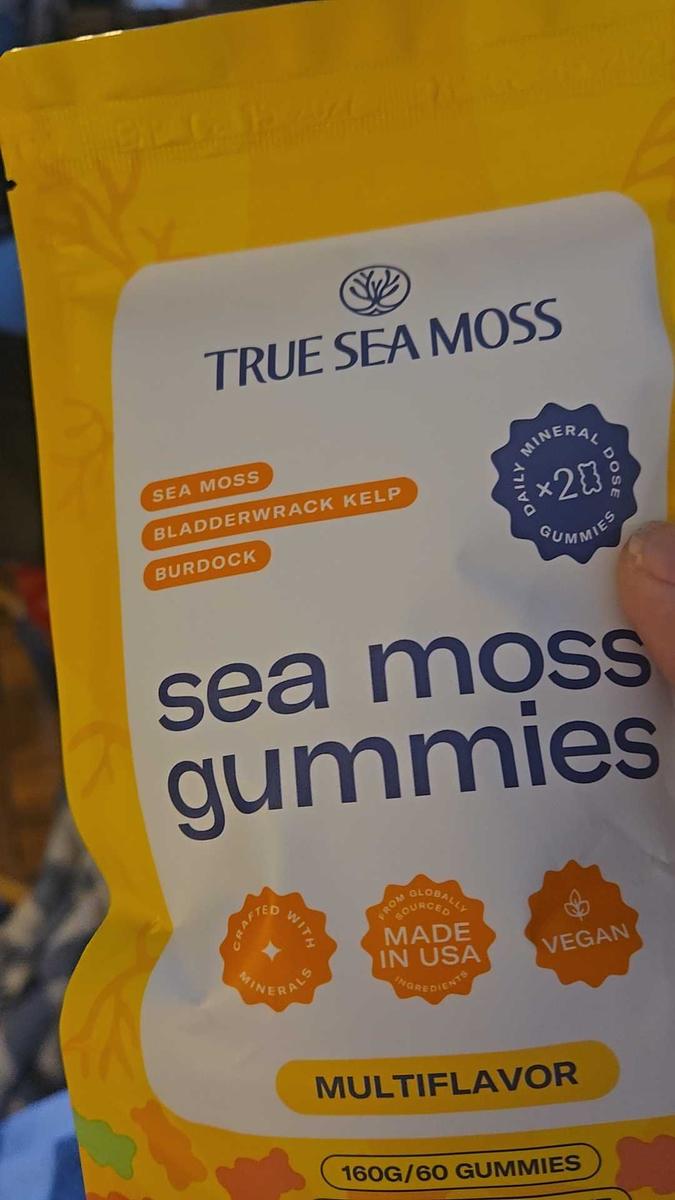 TRUE SEA MOSS
SEA MOSS
BLADDERWRACK KELP
BURDOCK
DAILY MINERAL DOSE
×2
GUMMIES
sea moss
gummies
CRAFTED WITH
MINERALS
FROM GLOBALLY
SOURCED
MADE
IN USA
INGREDIENTS
VEGAN
MULTIFLAVOR
160G/60 GUMMIES